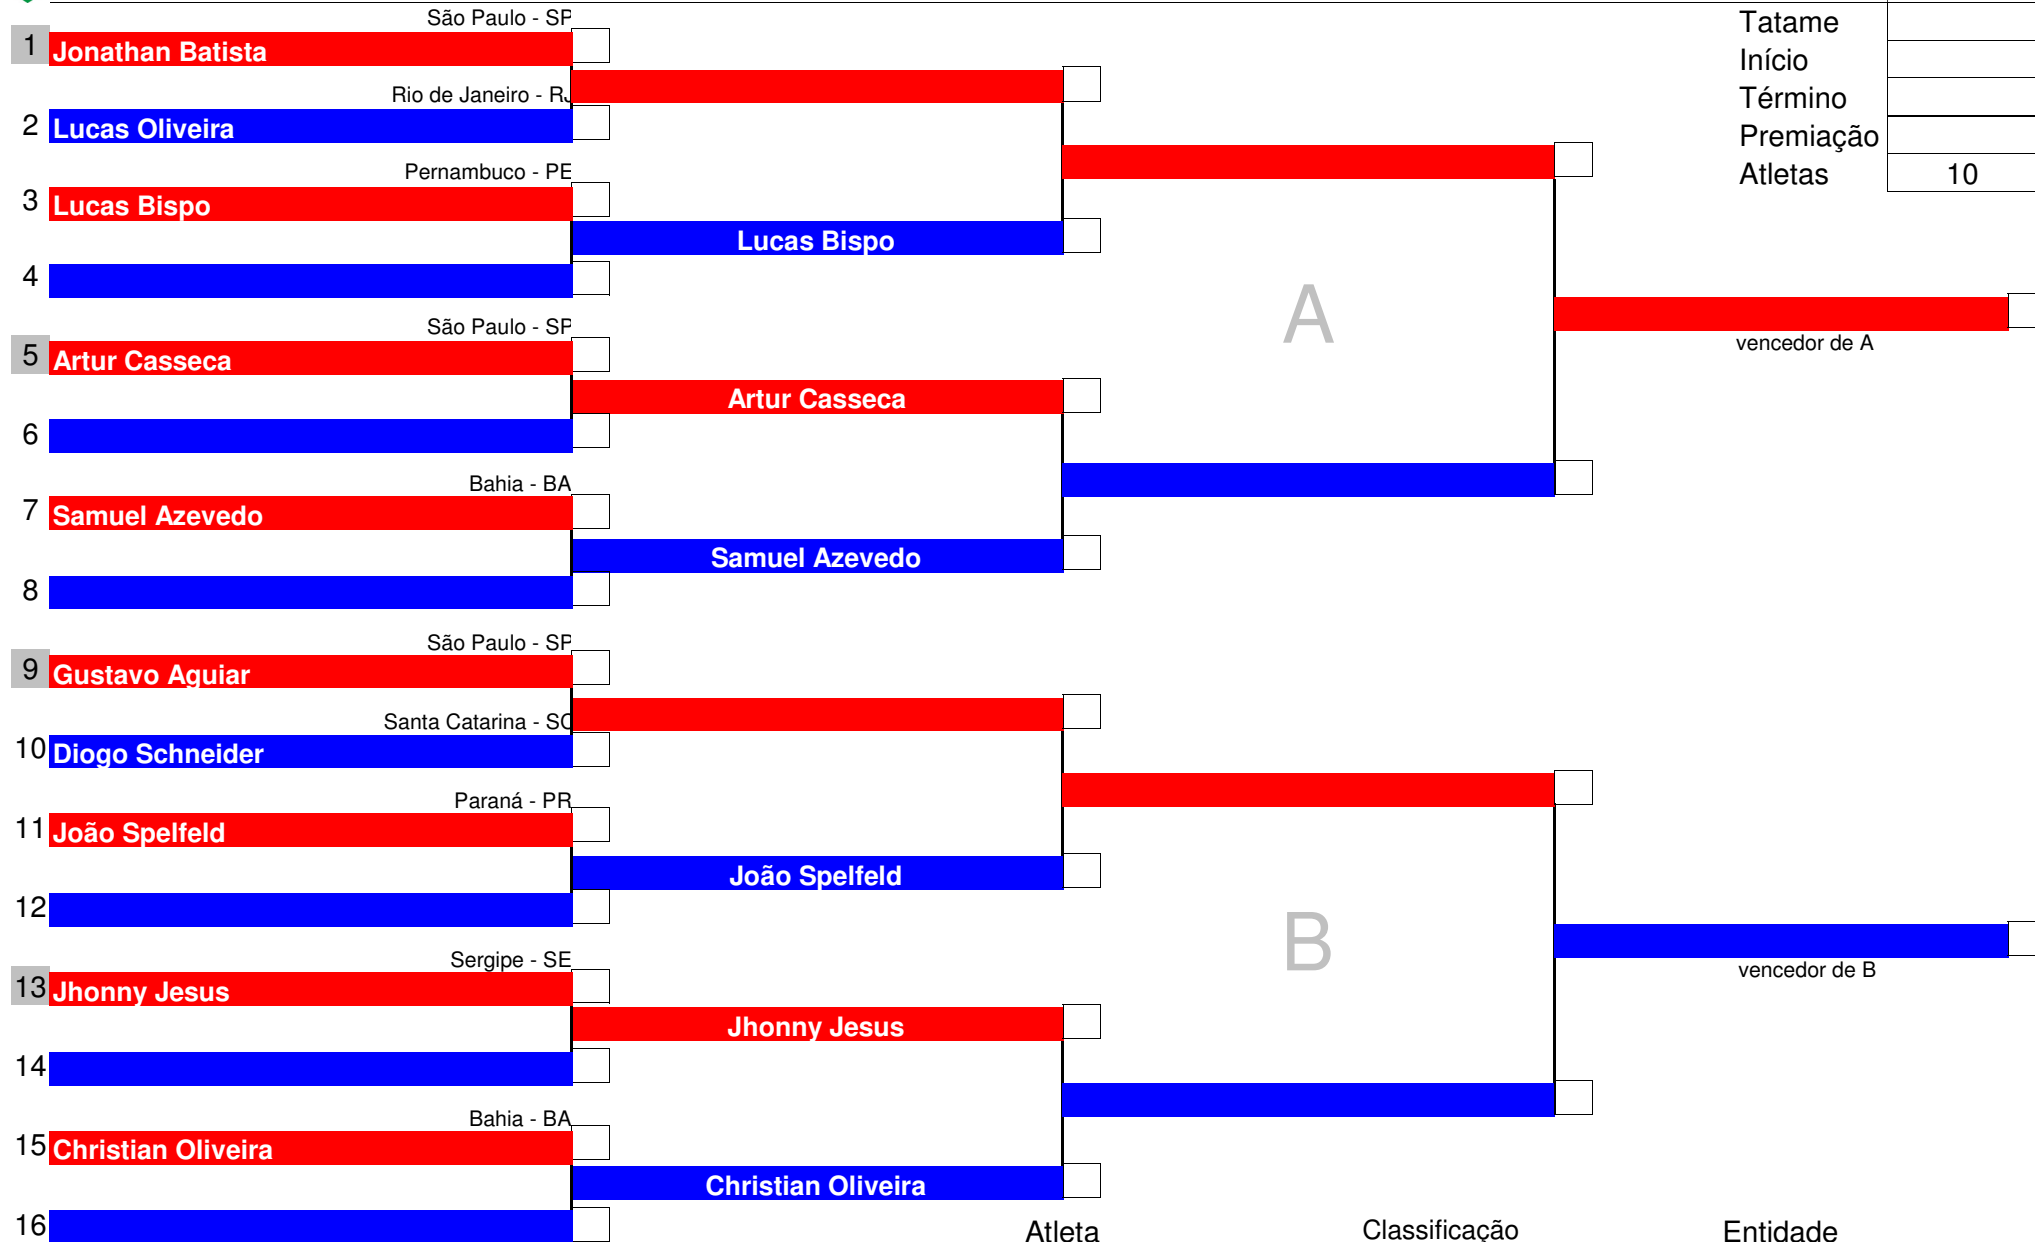 São Paulo - SP
1 Jonathan Batista
Rio de Janeiro - RJ
2 Lucas Oliveira
Pernambuco - PE
3 Lucas Bispo
Lucas Bispo
4
São Paulo - SP
5 Artur Casseca
Artur Casseca
6
Bahia - BA
7 Samuel Azevedo
Samuel Azevedo
8
São Paulo - SP
9 Gustavo Aguiar
Santa Catarina - SC
10 Diogo Schneider
Paraná - PR
11 João Spelfeld
João Spelfeld
12
Sergipe - SE
13 Jhonny Jesus
Jhonny Jesus
14
Bahia - BA
15 Christian Oliveira
Christian Oliveira
16
A
B
vencedor de A
vencedor de B
Tatame
Início
Término
Premiação
Atletas 10
Atleta Classificação Entidade